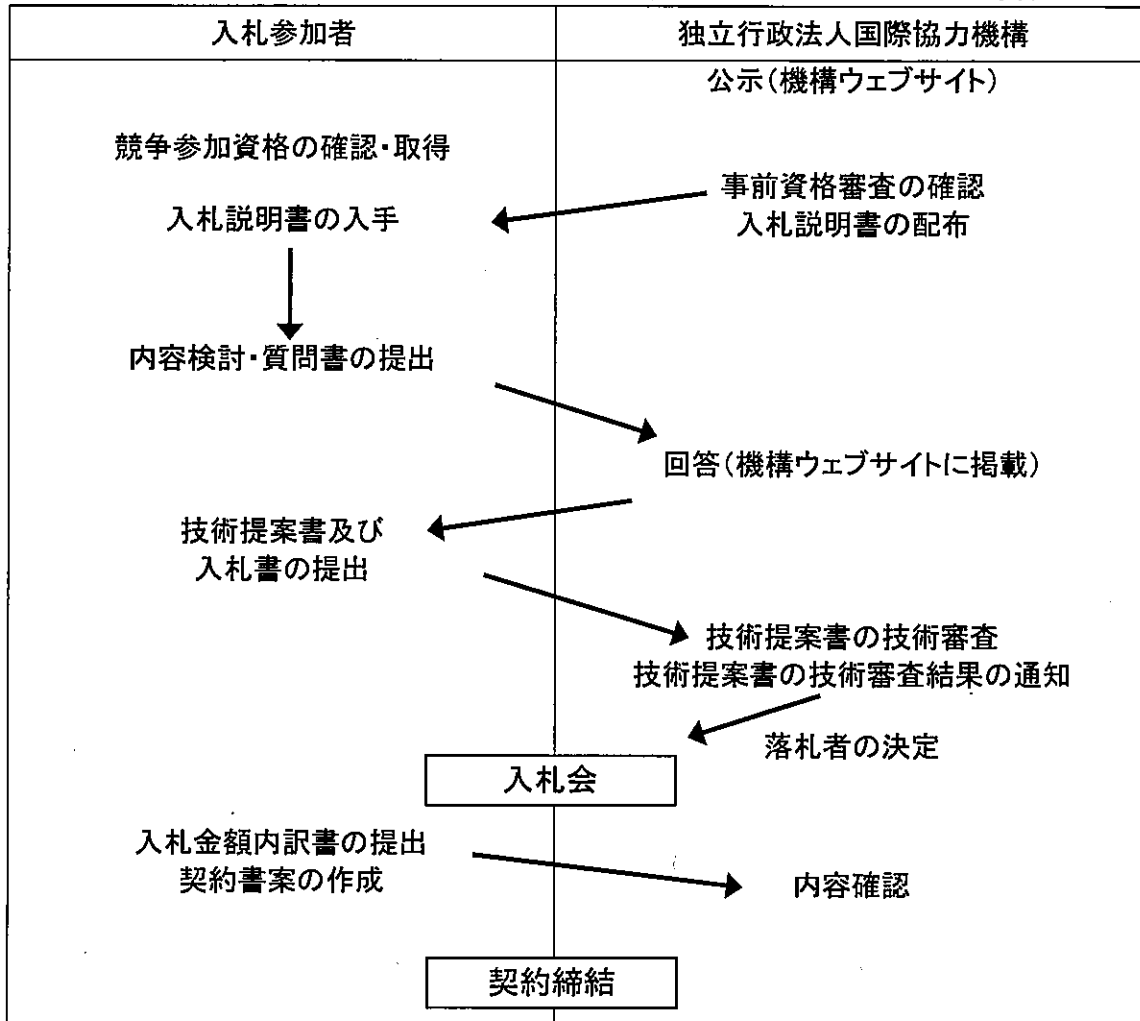 入札参加者
独立行政法人国際協力機構
公示(機構ウェブサイト)
競争参加資格の確認・取得
事前資格審査の確認
入札説明書の配布
入札説明書の入手
内容検討・質問書の提出
回答(機構ウェブサイトに掲載)
技術提案書及び
入札書の提出
技術提案書の技術審査
技術提案書の技術審査結果の通知
落札者の決定
入札会
入札金額内訳書の提出
契約書案の作成
内容確認
契約締結